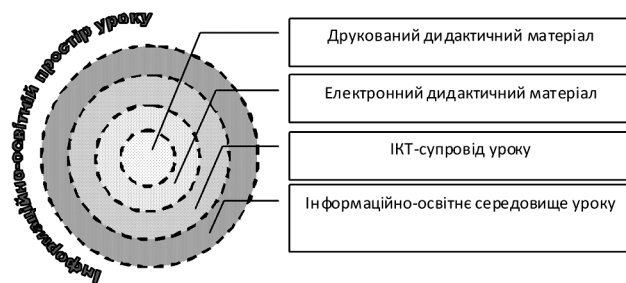 Інформаційно-освітній простір уроку
Друкований дидактичний матеріал
Електронний дидактичний матеріал
ІКТ-супровід уроку
Інформаційно-освітнє середовище уроку